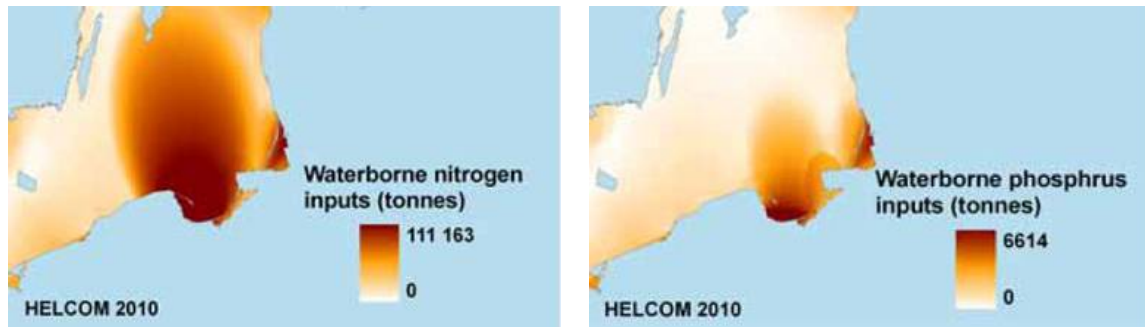 Waterborne nitrogen
inputs (tonnes)
111 163
0
HELCOM 2010
Waterborne phosphrus
inputs (tonnes)
6614
0
HELCOM 2010